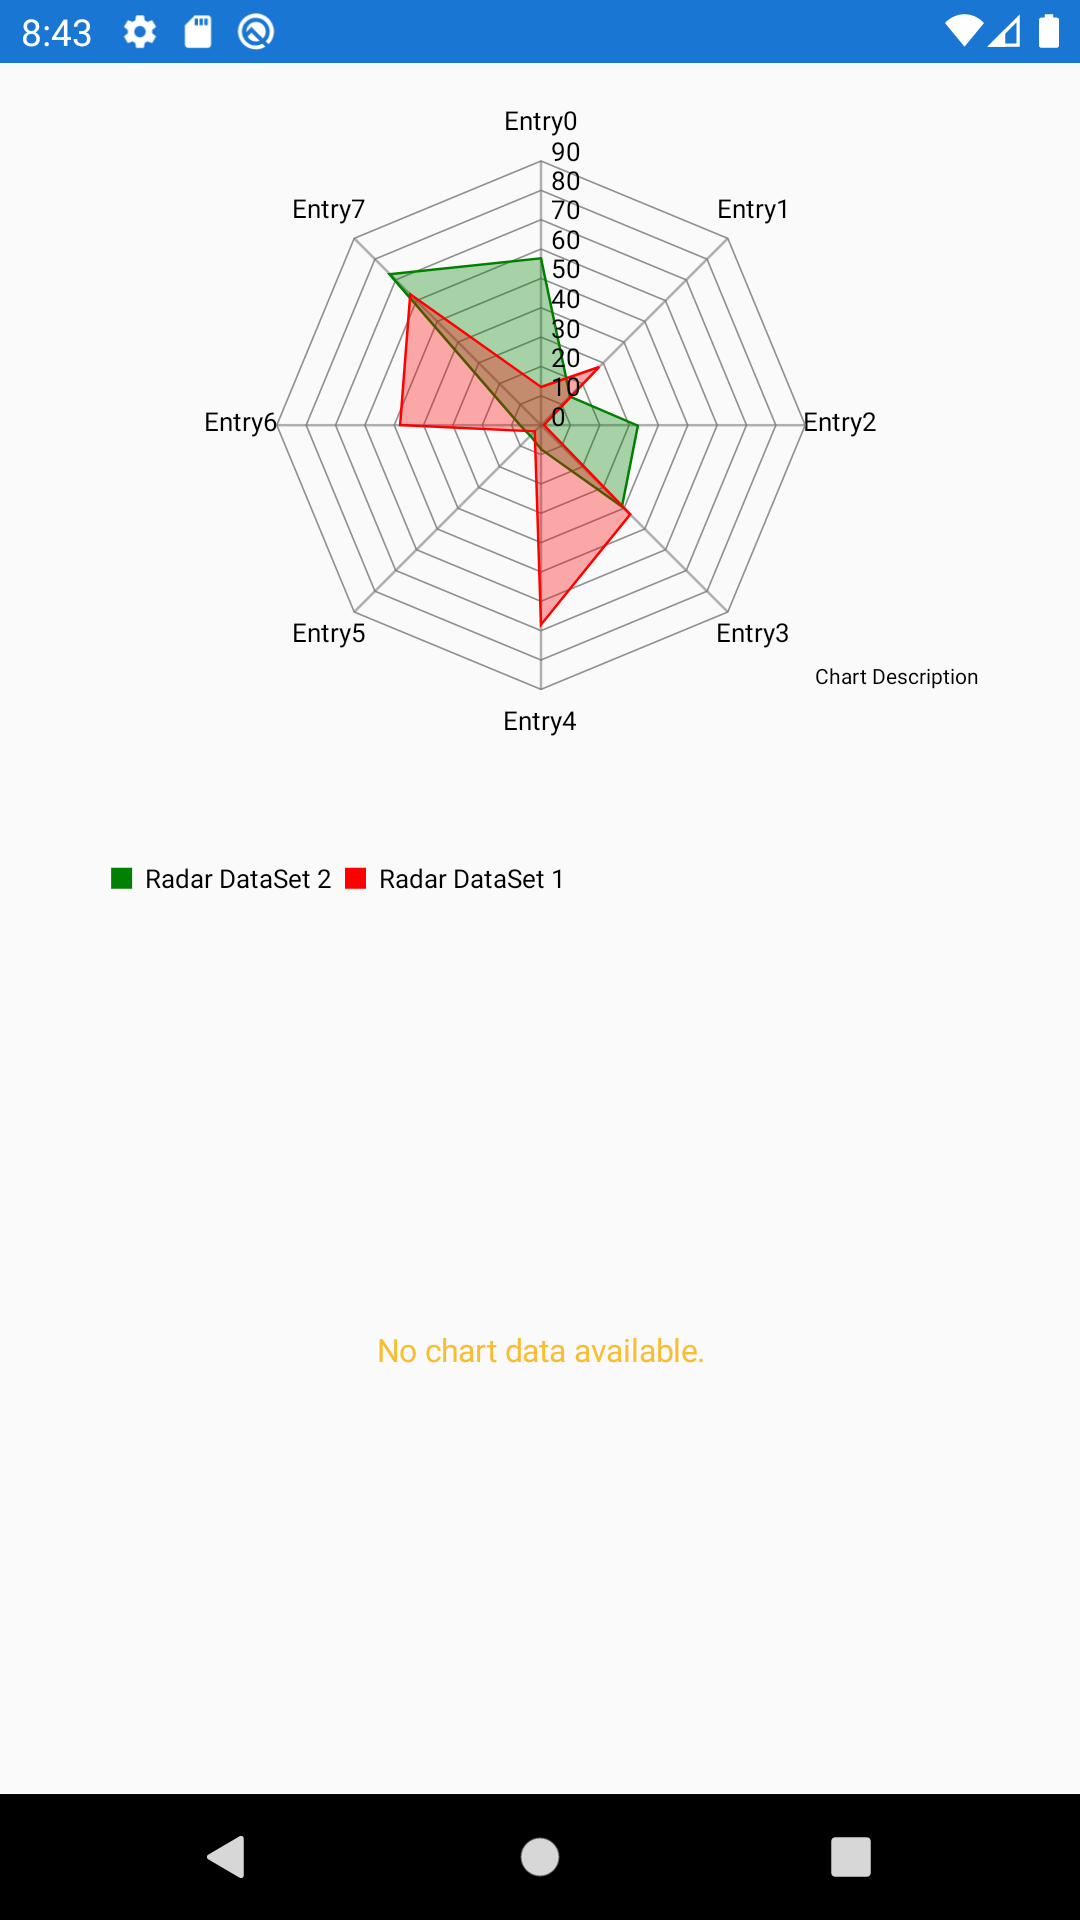 8:43
Entry0
90
80
Entry7
Entry1
70
60
50
40
30
20
10
0
Entry6
Entry2
Entry5
Entry3
Chart Description
Entry4
Radar DataSet 2
Radar DataSet 1
No chart data available.